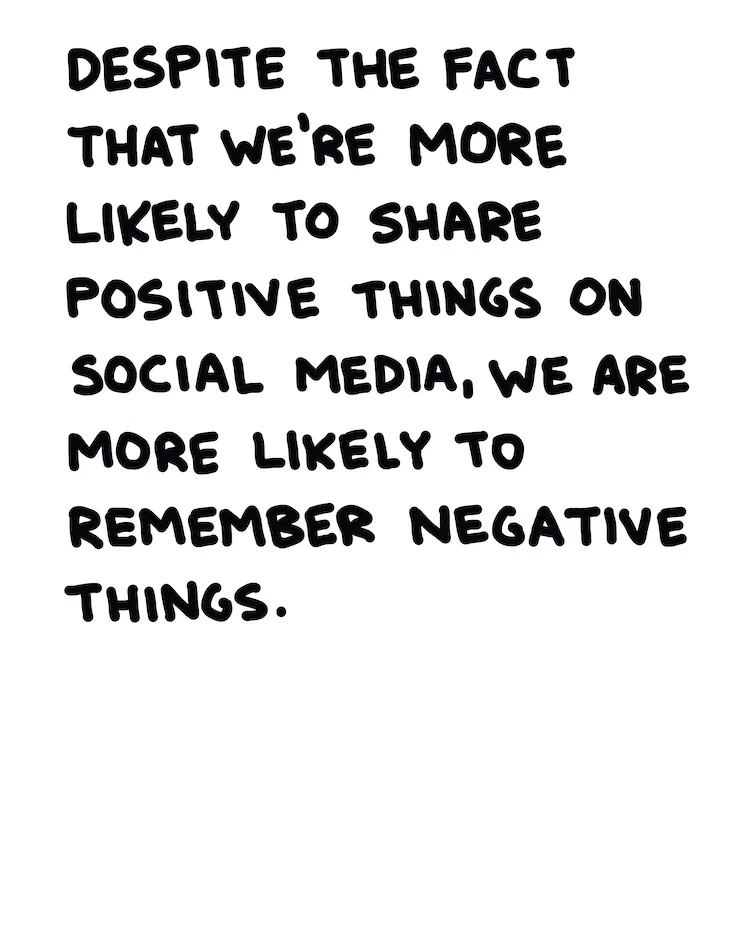 DESPITE THE FACT
THAT WE'RE MORE
LIKELY TO SHARE
POSITIVE THINGS ON
SOCIAL MEDIA, WE ARE
MORE LIKELY TO
REMEMBER NEGATIVE
THINGS.